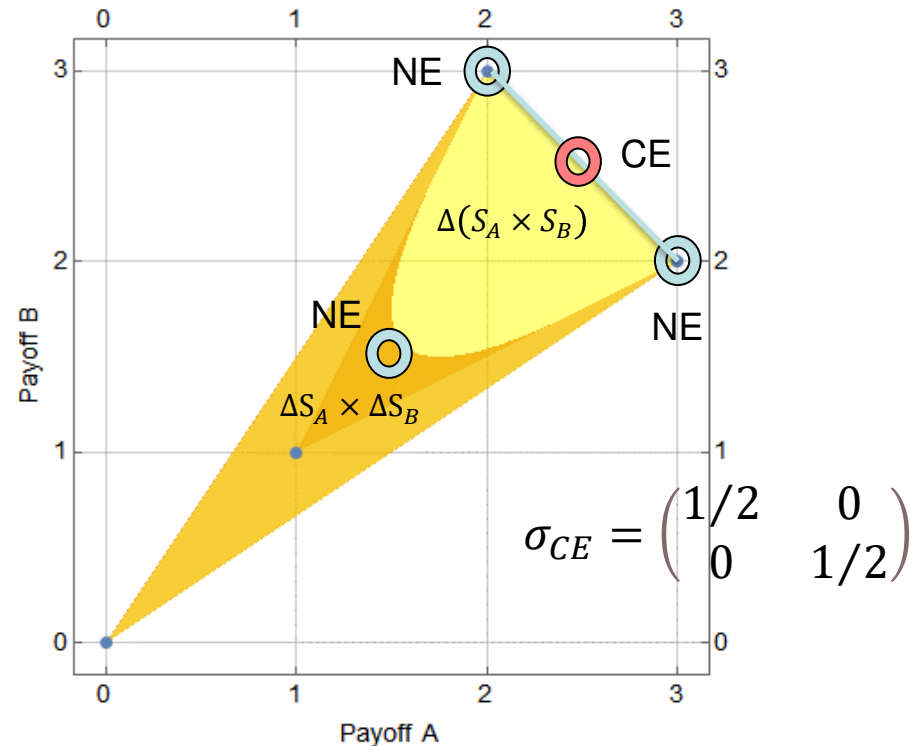 0 1 2 3
3 NE 3
CE
Δ(S_A × S_B)
2 2
NE NE
ΔS_A × ΔS_B
1 1
σ_CE = (1/2 0
0 1/2)
0 0
0 1 2 3
Payoff A
Payoff B